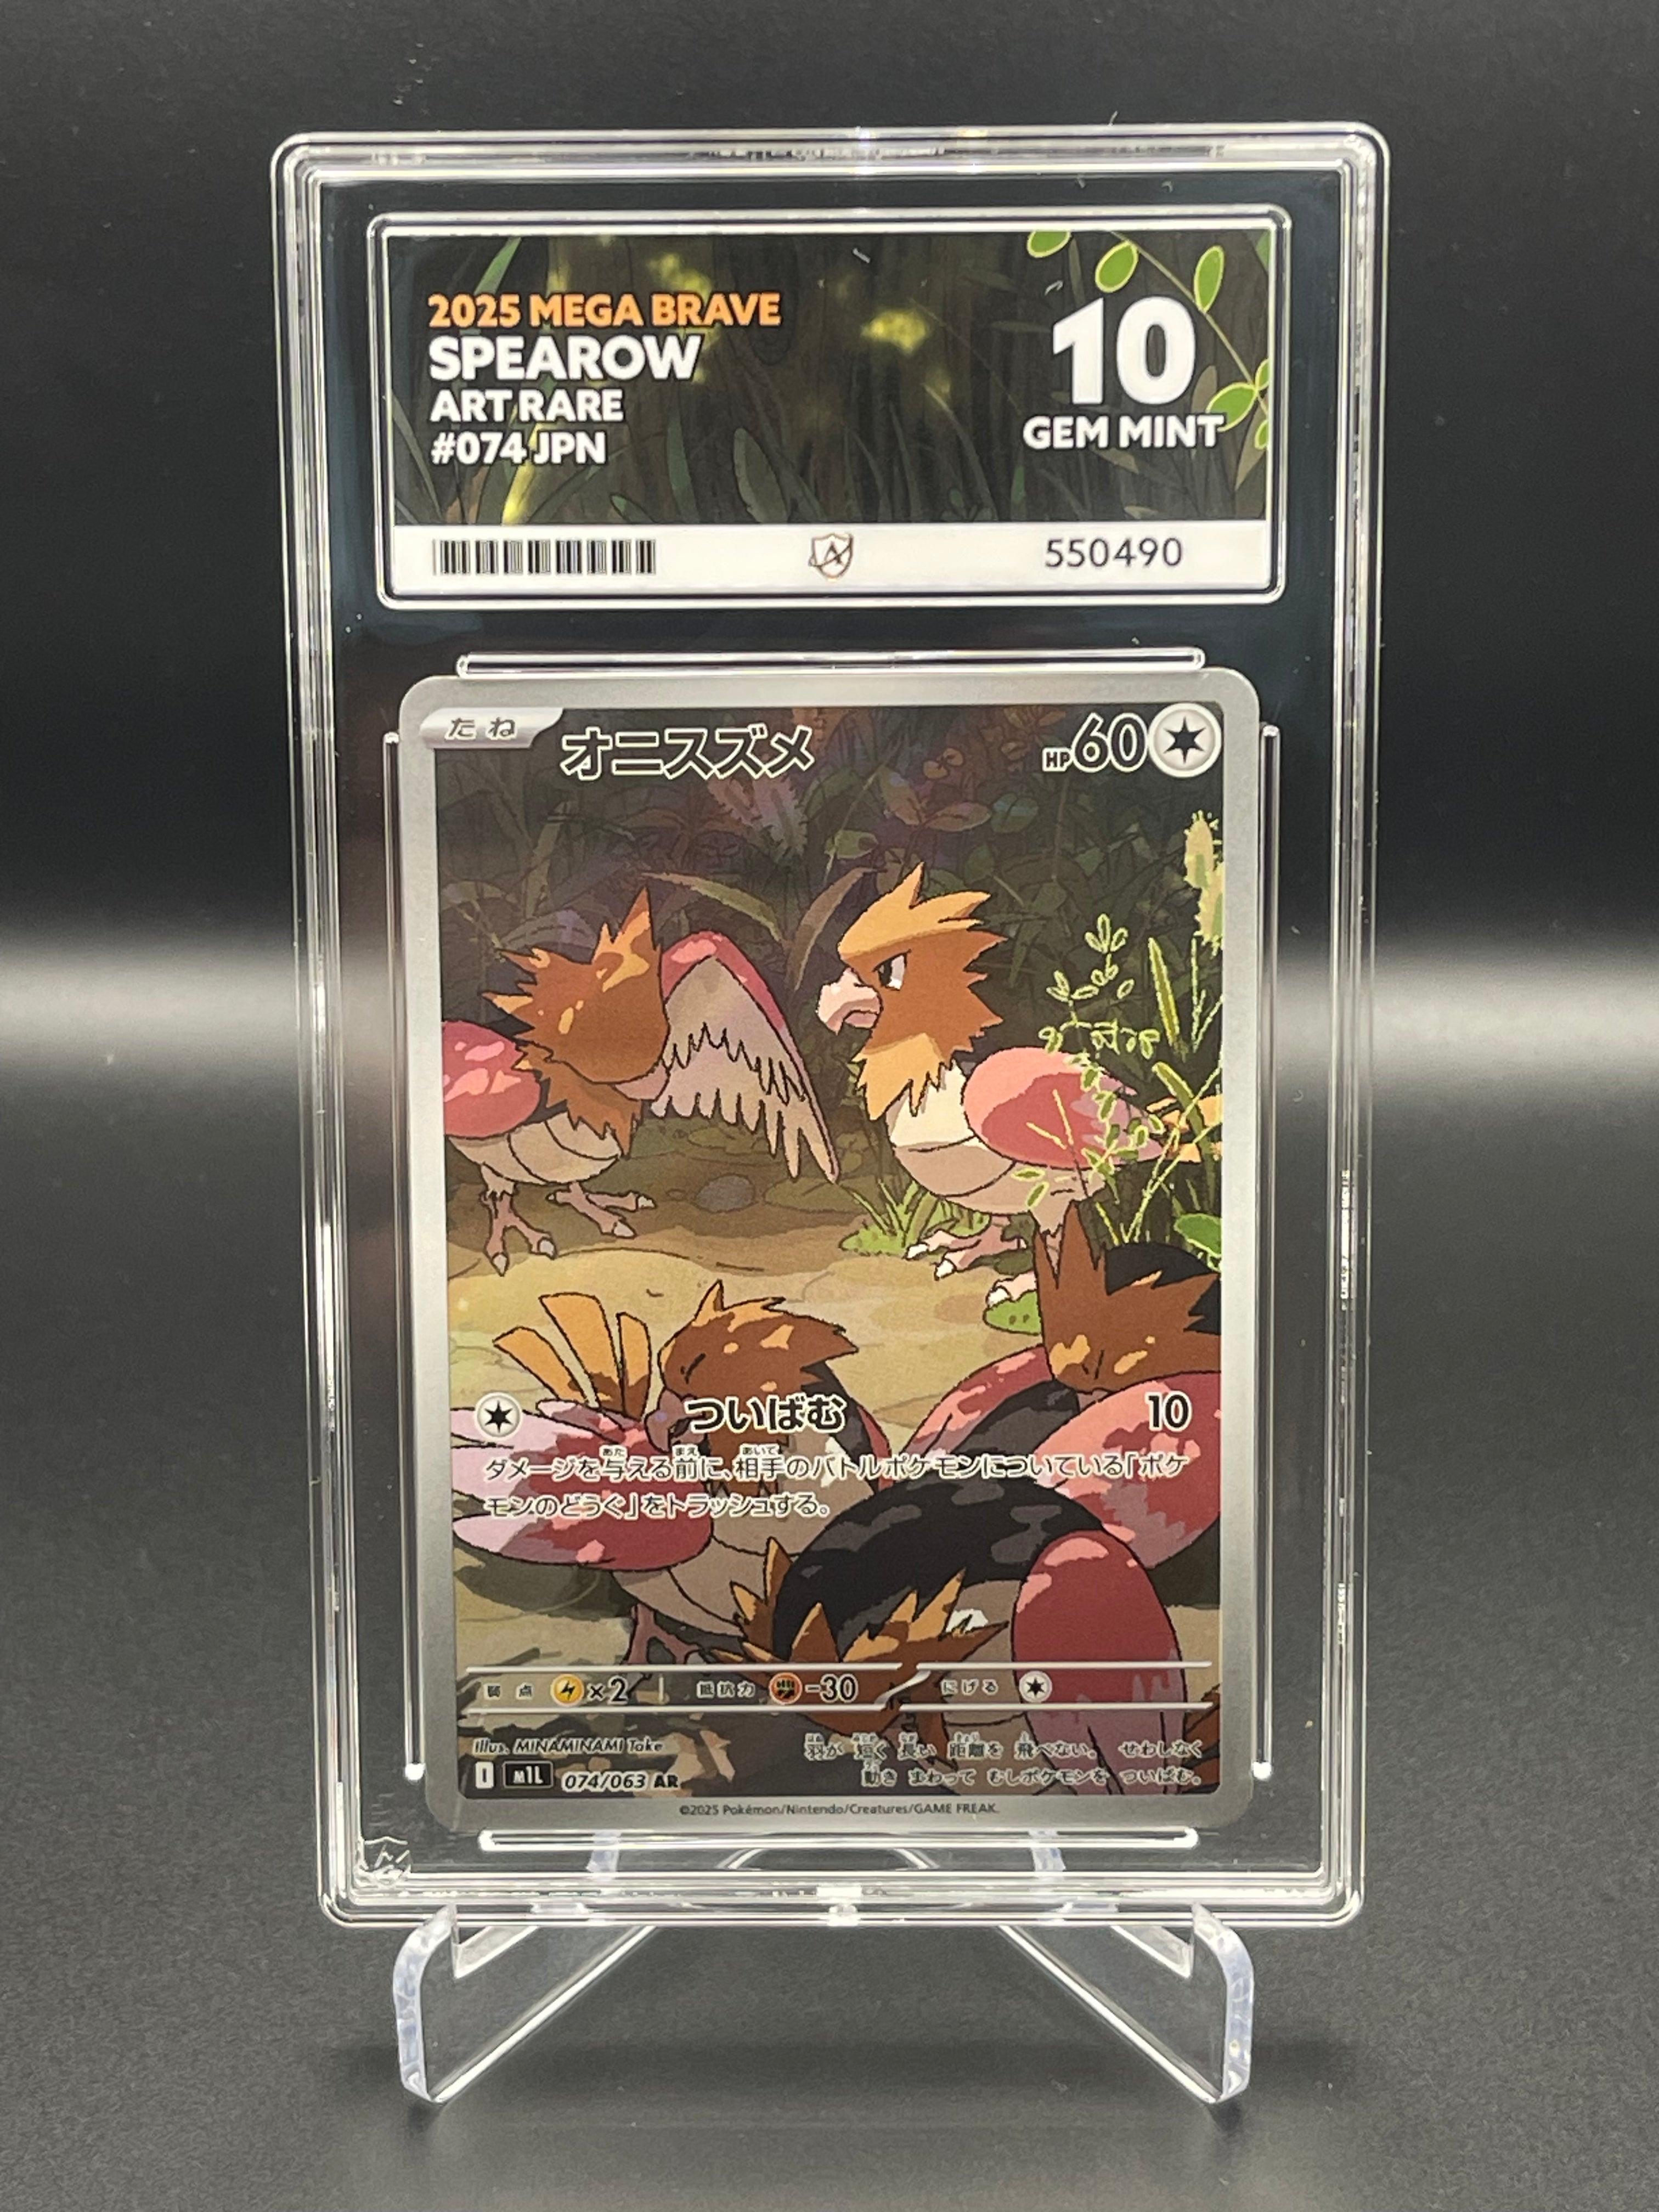 2025 MEGA BRAVE
SPEAROW
ART RARE
#074 JPN
10
GEM MINT
550490
たね
オニスズメ
HP60
ついばむ 10
ダメージを与える前に、相手のバトルポケモンについている「ポケ
モンのどうぐ」をトラッシュする。
弱点 ×2 抵抗力 -30 にげる
Illus. MINAMINAMI Take
羽が 短く 長い 距離を 飛べない。 せわしなく
動き まわって むしポケモンを ついばむ。
I M1L 074/063 AR
©2025 Pokémon/Nintendo/Creatures/GAME FREAK.